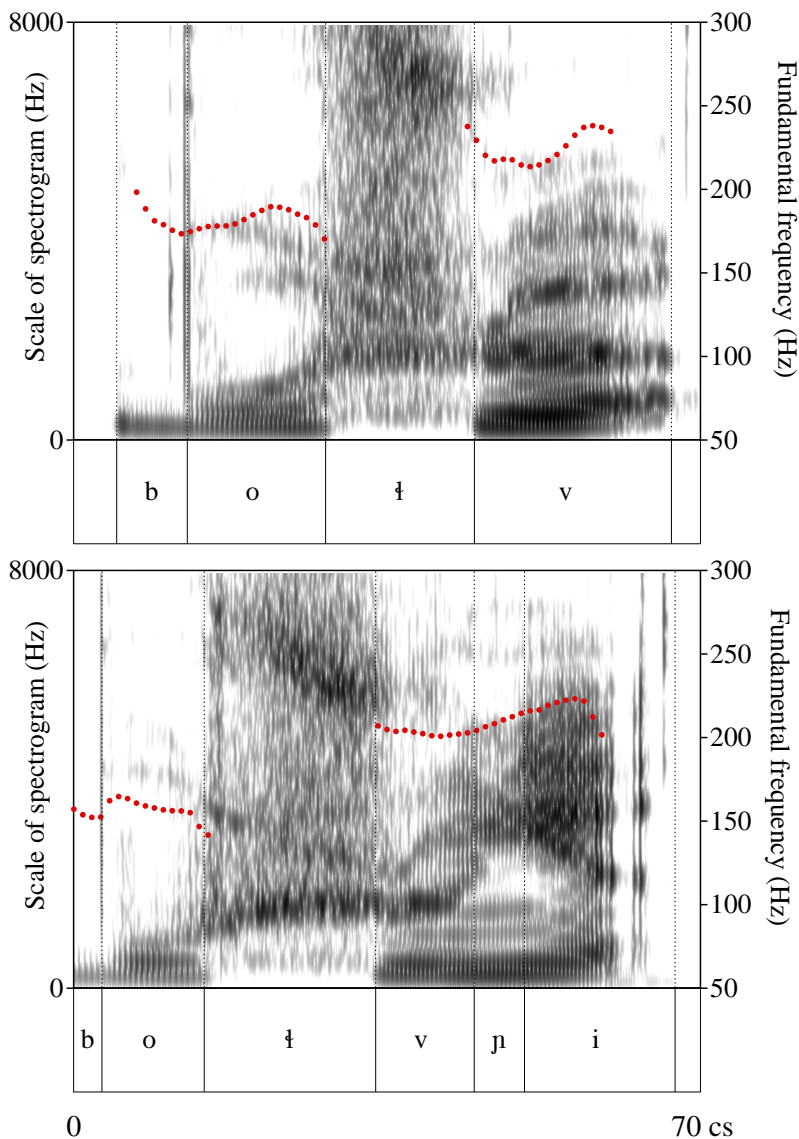 8000
300
250
200
150
100
50
0
Scale of spectrogram (Hz)
Fundamental frequency (Hz)
b o ɬ v
8000
300
250
200
150
100
50
0
Scale of spectrogram (Hz)
Fundamental frequency (Hz)
b o ɬ v ɲ i
0
70 cs